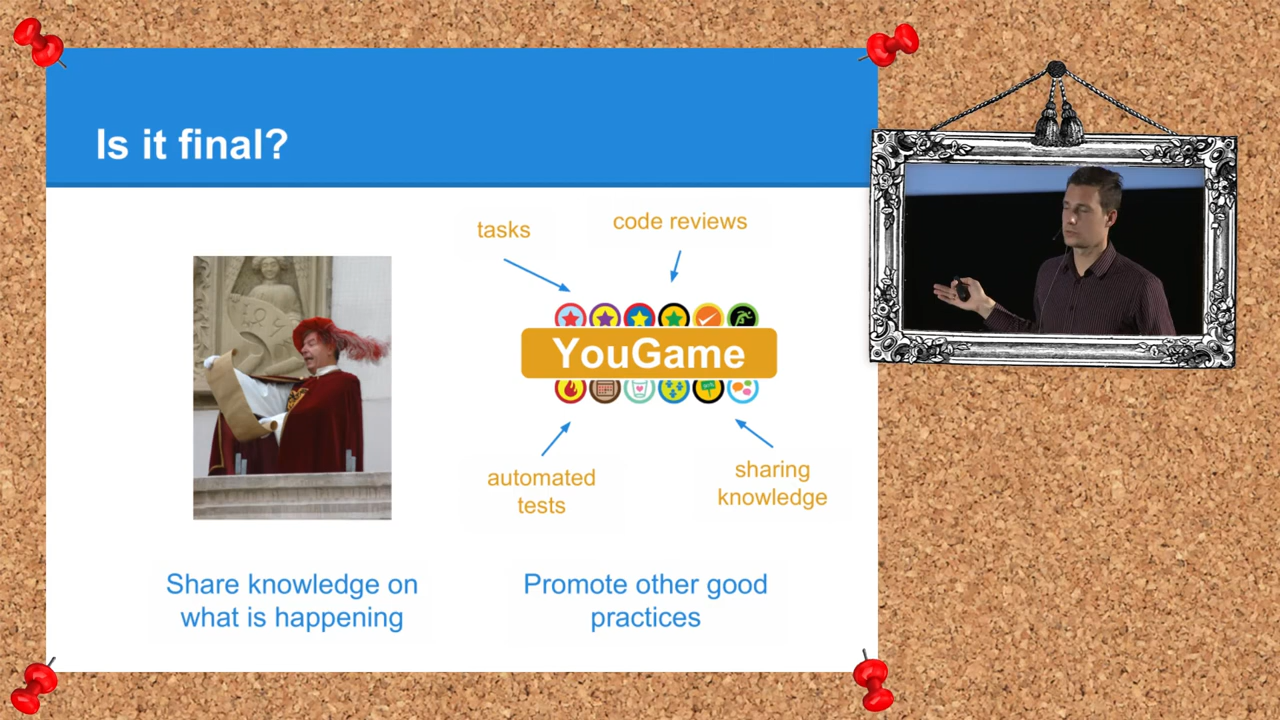 Is it final?
tasks
code reviews
YouGame
automated
tests
sharing
knowledge
Share knowledge on
what is happening
Promote other good
practices